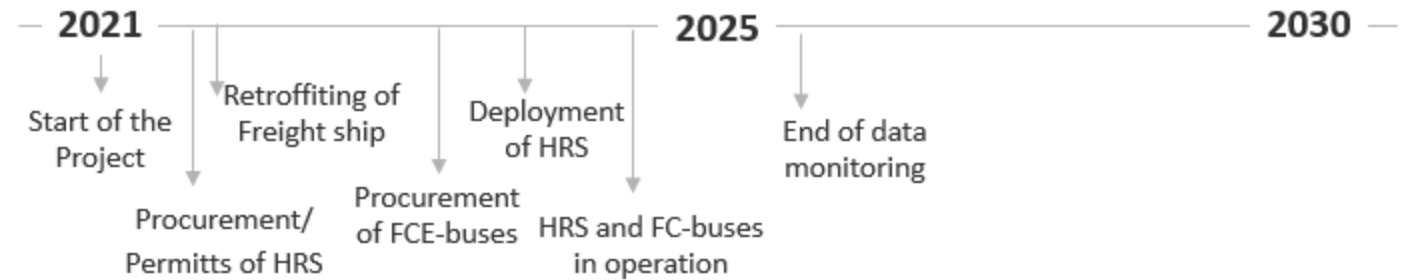 2021
2025
2030
Start of the
Project
Procurement/
Permitts of HRS
Retroffiting of
Freight ship
Procurement
of FCE-buses
Deployment
of HRS
HRS and FC-buses
in operation
End of data
monitoring